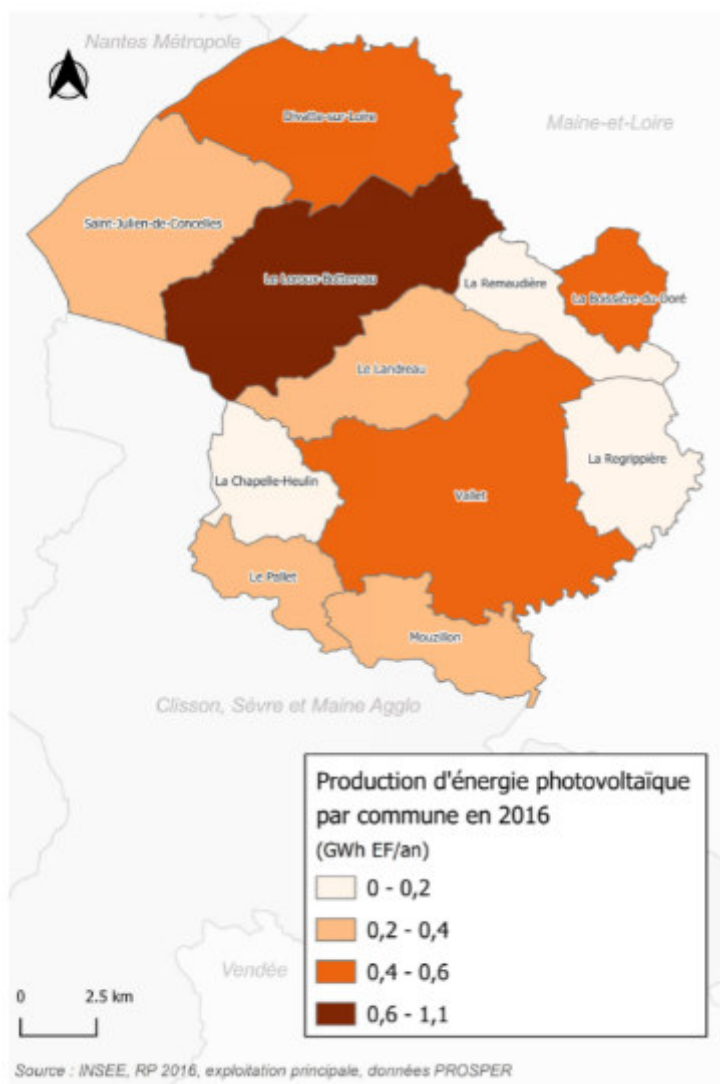 Nantes Métropole
Divatte-sur-Loire
Maine-et-Loire
Saint-Julien-de-Concelles
Le Loroux-Bottereau
La Remaudière
La Boissière-du-Doré
Le Landreau
La Regrippière
La Chapelle-Heulin
Vallet
Le Pallet
Mouzillon
Clisson, Sèvre et Maine Agglo
Production d'énergie photovoltaïque
par commune en 2016
(GWh EF/an)
0 - 0,2
0,2 - 0,4
0,4 - 0,6
0,6 - 1,1
Vendée
0 2.5 km
Source : INSEE, RP 2016, exploitation principale, données PROSPER